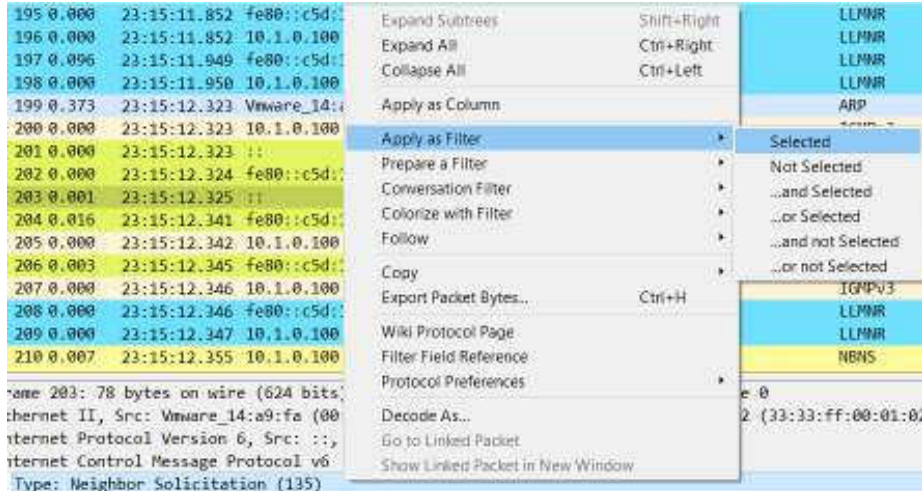 195 0.000 23:15:11.852 fe80::c5d: Expand Subtrees Shift+Right LLMNR
196 0.000 23:15:11.852 10.1.0.100 Expand All Ctrl+Right LLMNR
197 0.096 23:15:11.949 fe80::c5d: Collapse All Ctrl+Left LLMNR
198 0.000 23:15:11.950 10.1.0.100 LLMNR
199 0.373 23:15:12.323 Vmware_14:a Apply as Column ARP
200 0.000 23:15:12.323 10.1.0.100
Apply as Filter Selected
201 0.000 23:15:12.323 ::
Prepare a Filter Not Selected
202 0.000 23:15:12.324 fe80::c5d:
Conversation Filter ...and Selected
203 0.001 23:15:12.325 ::
Colorize with Filter ...or Selected
204 0.016 23:15:12.341 fe80::c5d:
Follow ...and not Selected
205 0.000 23:15:12.342 10.1.0.100
206 0.003 23:15:12.345 fe80::c5d: Copy ...or not Selected
207 0.000 23:15:12.346 10.1.0.100 Export Packet Bytes... Ctrl+H IGMPv3
208 0.000 23:15:12.346 fe80::c5d: LLMNR
209 0.000 23:15:12.347 10.1.0.100 Wiki Protocol Page LLMNR
210 0.007 23:15:12.355 10.1.0.100 Filter Field Reference NBNS
Protocol Preferences
ame 203: 78 bytes on wire (624 bits) e 0
thernet II, Src: Vmware_14:a9:fa (00 Decode As... 2 (33:33:ff:00:01:02
nternet Protocol Version 6, Src: ::, Go to Linked Packet
nternet Control Message Protocol v6 Show Linked Packet in New Window
Type: Neighbor Solicitation (135)